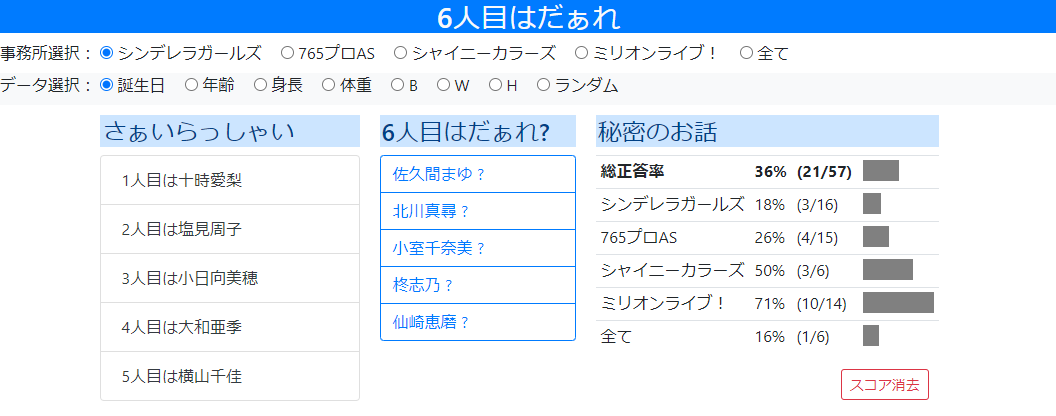 6人目はだぁれ
事務所選択： シンデレラガールズ 765プロAS シャイニーカラーズ ミリオンライブ！ 全て
データ選択： 誕生日 年齢 身長 体重 B W H ランダム
さぁいらっしゃい
1人目は十時愛梨
2人目は塩見周子
3人目は小日向美穂
4人目は大和亜季
5人目は横山千佳
6人目はだぁれ?
佐久間まゆ？
北川真尋？
小室千奈美？
柊志乃？
仙崎恵磨？
秘密のお話
総正答率 36% (21/57)
シンデレラガールズ 18% (3/16)
765プロAS 26% (4/15)
シャイニーカラーズ 50% (3/6)
ミリオンライブ！ 71% (10/14)
全て 16% (1/6)
スコア消去